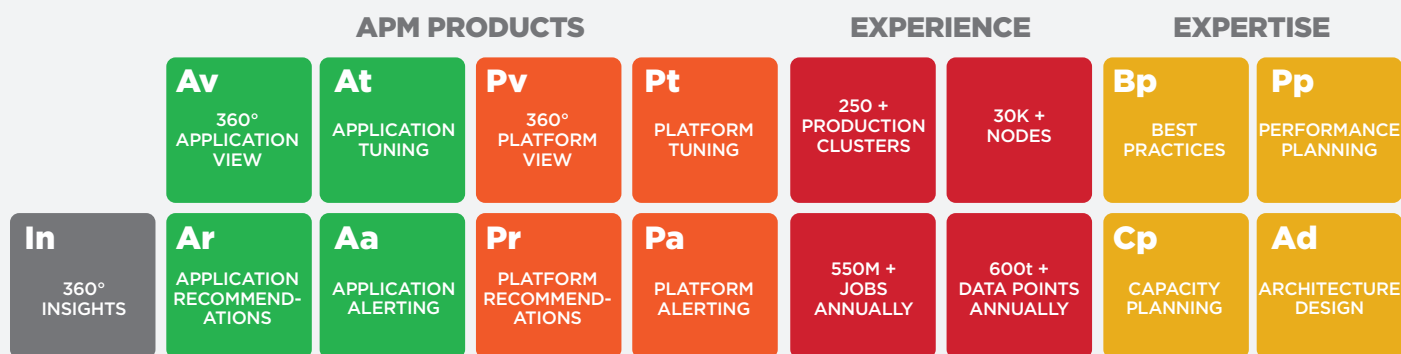 APM PRODUCTS
EXPERIENCE
EXPERTISE
Av
360°
APPLICATION
VIEW
At
APPLICATION
TUNING
Pv
360°
PLATFORM
VIEW
Pt
PLATFORM
TUNING
250 +
PRODUCTION
CLUSTERS
30K +
NODES
Bp
BEST
PRACTICES
Pp
PERFORMANCE
PLANNING
In
360°
INSIGHTS
Ar
APPLICATION
RECOMMEND-
ATIONS
Aa
APPLICATION
ALERTING
Pr
PLATFORM
RECOMMEND-
ATIONS
Pa
PLATFORM
ALERTING
550M +
JOBS
ANNUALLY
600t +
DATA POINTS
ANNUALLY
Cp
CAPACITY
PLANNING
Ad
ARCHITECTURE
DESIGN